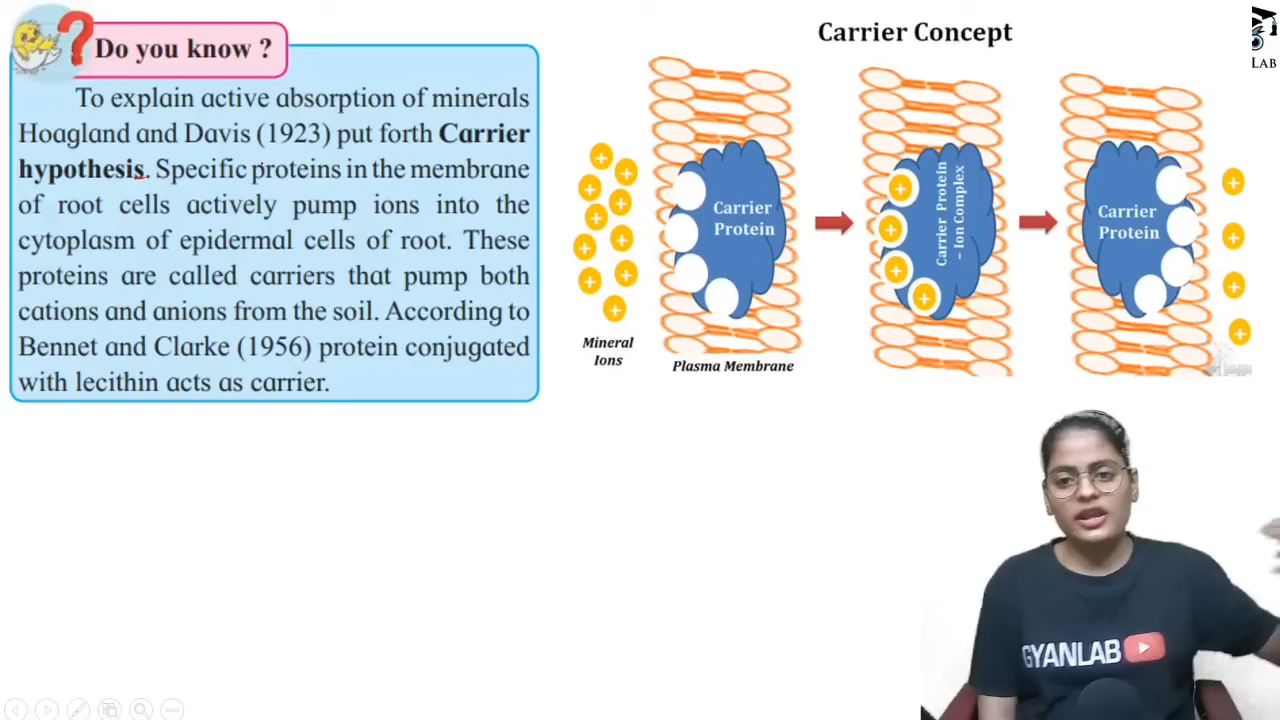 Do you know ?
To explain active absorption of minerals
Hoagland and Davis (1923) put forth Carrier
hypothesis. Specific proteins in the membrane
of root cells actively pump ions into the
cytoplasm of epidermal cells of root. These
proteins are called carriers that pump both
cations and anions from the soil. According to
Bennet and Clarke (1956) protein conjugated
with lecithin acts as carrier.
Carrier Concept
Carrier
Protein
Carrier Protein
– Ion Complex
Carrier
Protein
Mineral
Ions
Plasma Membrane
LAB
GYANLAB